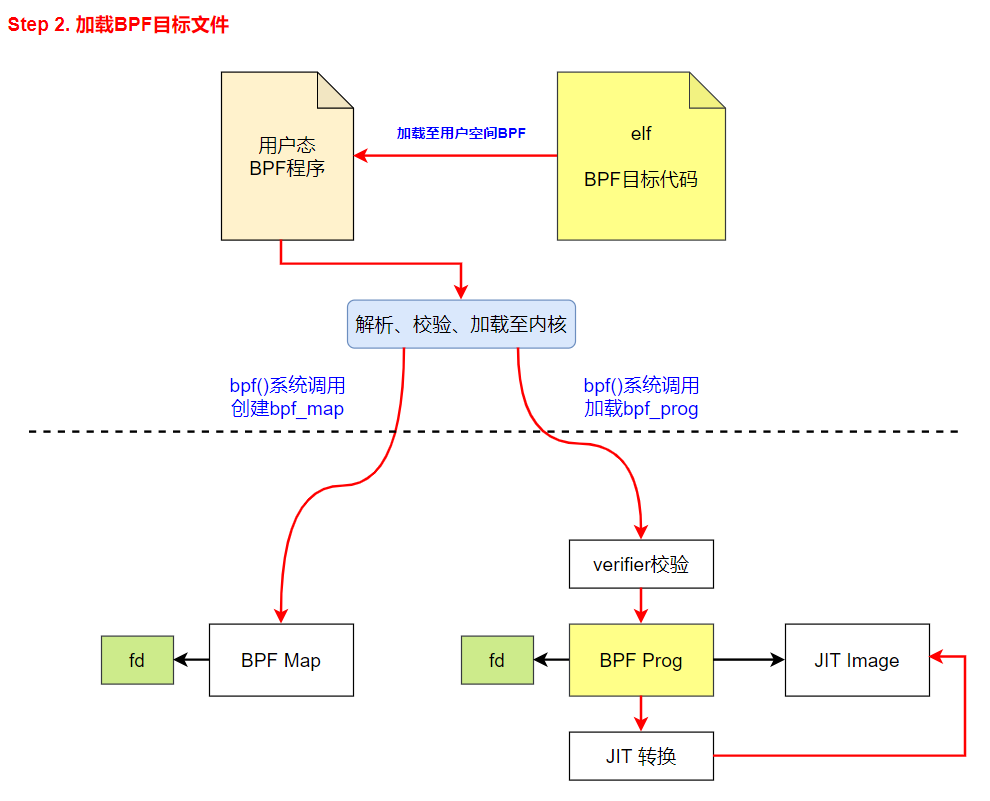 Step 2. 加载BPF目标文件
用户态
BPF程序
加载至用户空间BPF
elf
BPF目标代码
解析、校验、加载至内核
bpf()系统调用
创建bpf_map
bpf()系统调用
加载bpf_prog
verifier校验
fd
BPF Map
fd
BPF Prog
JIT Image
JIT 转换